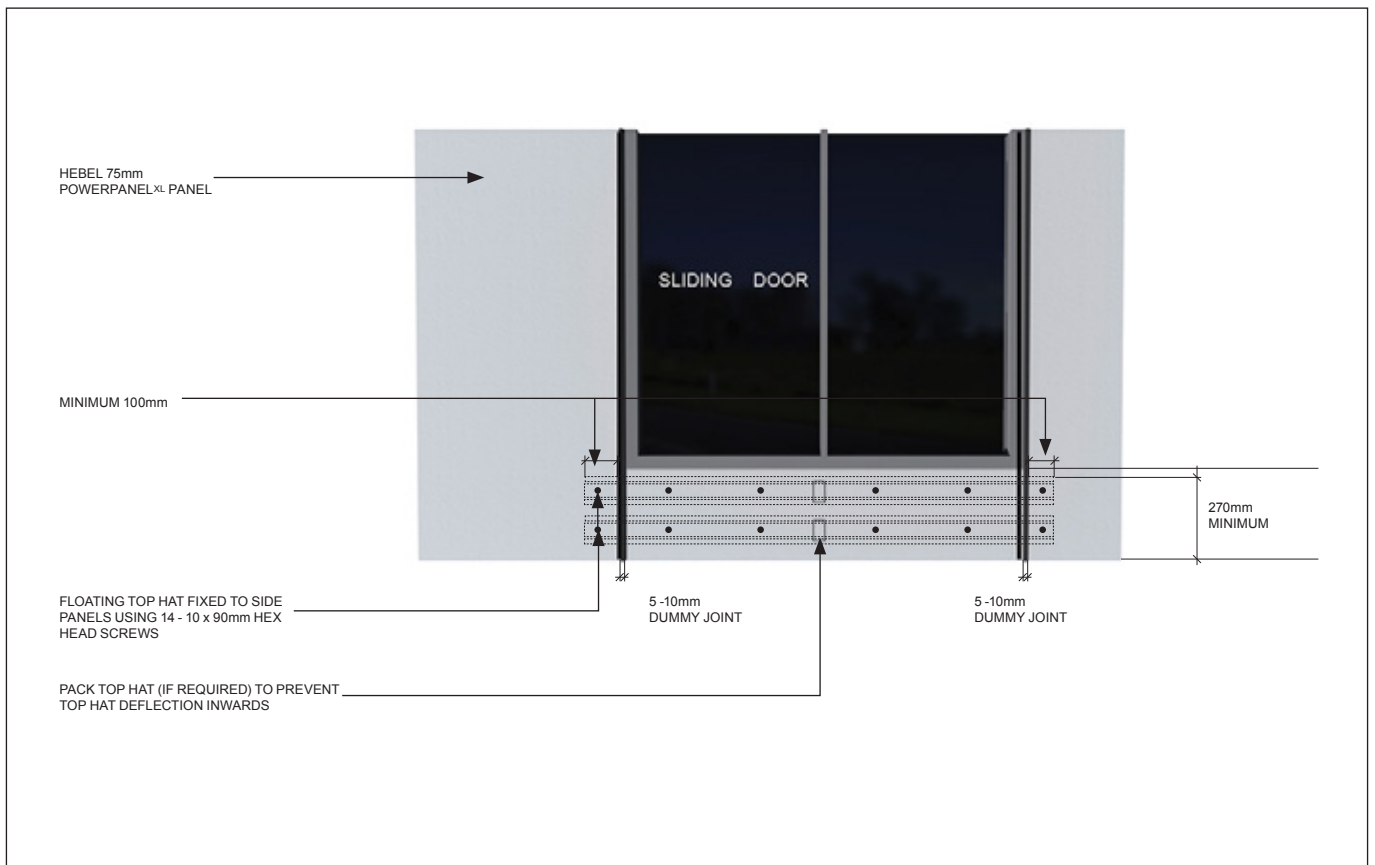 HEBEL 75mm
POWERPANELXL PANEL
SLIDING DOOR
MINIMUM 100mm
270mm
MINIMUM
FLOATING TOP HAT FIXED TO SIDE
PANELS USING 14 - 10 x 90mm HEX
HEAD SCREWS
5 -10mm
DUMMY JOINT
5 -10mm
DUMMY JOINT
PACK TOP HAT (IF REQUIRED) TO PREVENT
TOP HAT DEFLECTION INWARDS